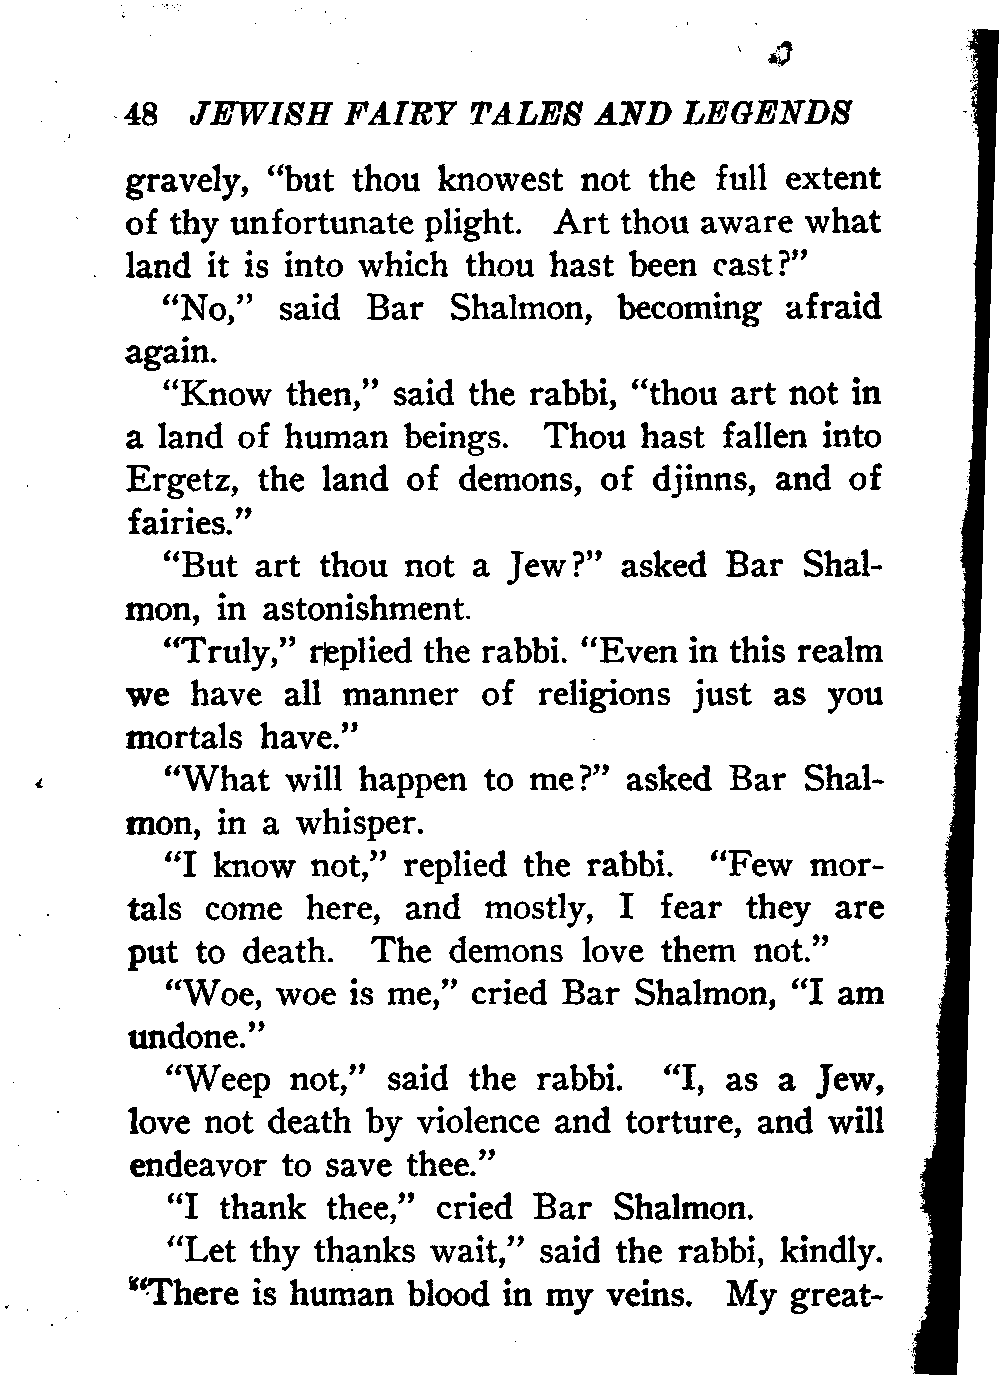 48 JEWISH FAIRY TALES AND LEGENDS
gravely, "but thou knowest not the full extent
of thy unfortunate plight. Art thou aware what
land it is into which thou hast been cast?"
"No," said Bar Shalmon, becoming afraid
again.
"Know then," said the rabbi, "thou art not in
a land of human beings. Thou hast fallen into
Ergetz, the land of demons, of djinns, and of
fairies."
"But art thou not a Jew?" asked Bar Shal-
mon, in astonishment.
"Truly," replied the rabbi. "Even in this realm
we have all manner of religions just as you
mortals have."
"What will happen to me?" asked Bar Shal-
mon, in a whisper.
"I know not," replied the rabbi. "Few mor-
tals come here, and mostly, I fear they are
put to death. The demons love them not."
"Woe, woe is me," cried Bar Shalmon, "I am
undone."
"Weep not," said the rabbi. "I, as a Jew,
love not death by violence and torture, and will
endeavor to save thee."
"I thank thee," cried Bar Shalmon.
"Let thy thanks wait," said the rabbi, kindly.
"There is human blood in my veins. My great-